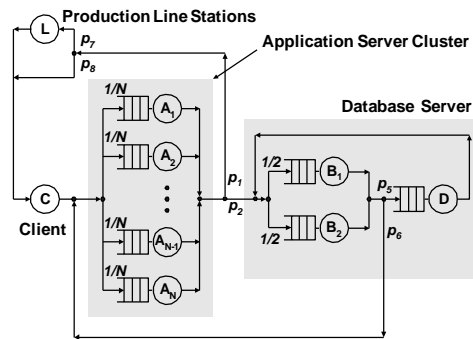 Production Line Stations
L
p7
p8
Application Server Cluster
1/N
A1
1/N
A2
Database Server
p1
p2
1/2
B1
p5
D
p6
1/2
B2
C
Client
1/N
AN-1
1/N
AN